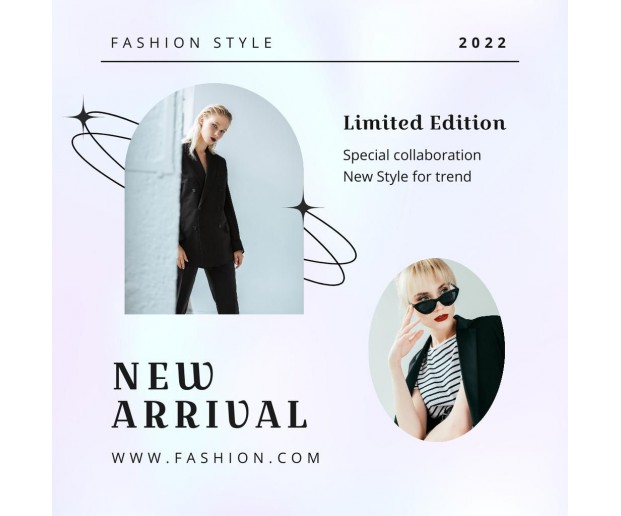 FASHION STYLE
2022
Limited Edition
Special collaboration
New Style for trend
NEW
ARRIVAL
WWW.FASHION.COM